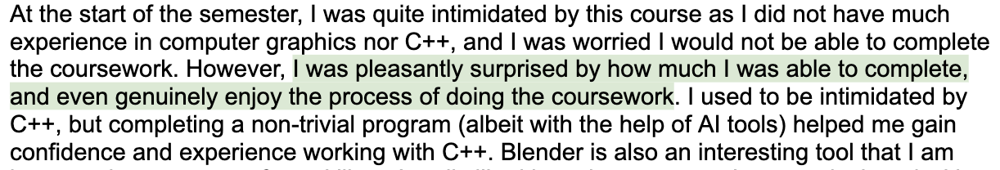 At the start of the semester, I was quite intimidated by this course as I did not have much
experience in computer graphics nor C++, and I was worried I would not be able to complete
the coursework. However, I was pleasantly surprised by how much I was able to complete,
and even genuinely enjoy the process of doing the coursework. I used to be intimidated by
C++, but completing a non-trivial program (albeit with the help of AI tools) helped me gain
confidence and experience working with C++. Blender is also an interesting tool that I am